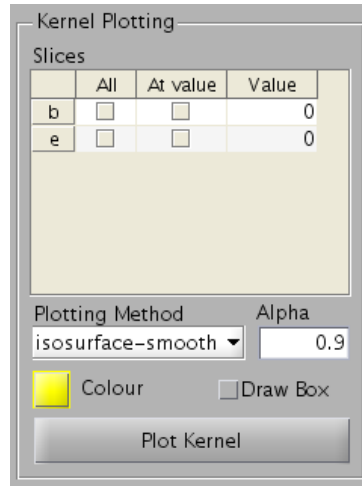 Kernel Plotting
Slices
All At value Value
b 0
e 0
Plotting Method Alpha
isosurface-smooth 0.9
Colour Draw Box
Plot Kernel